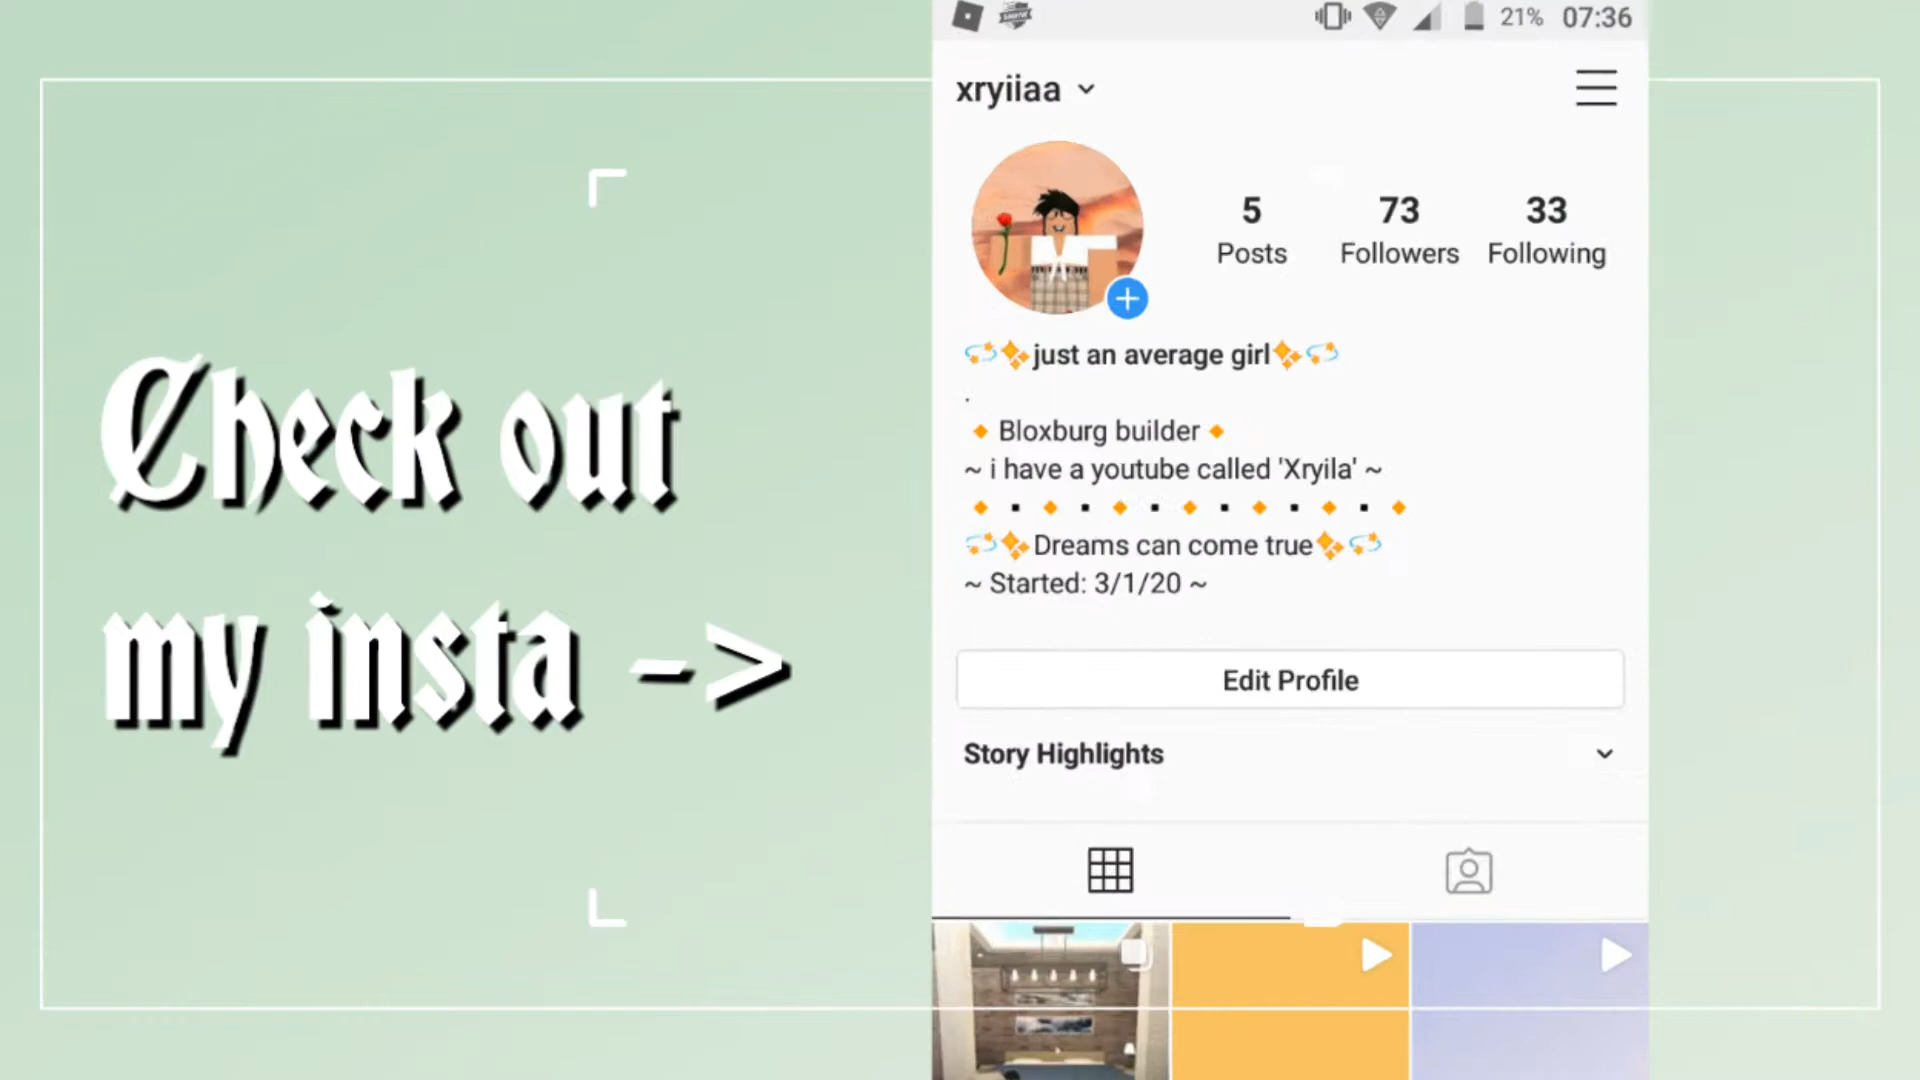 21% 07:36
xryiiaa
5 73 33
Posts Followers Following
💫✨just an average girl✨💫
.
🔸Bloxburg builder🔸
~ i have a youtube called 'Xryila' ~
🔸▪🔸▪🔸▪🔸▪🔸▪🔸▪🔸
💫✨Dreams can come true✨💫
~ Started: 3/1/20 ~
Edit Profile
Story Highlights
Check out
my insta ->